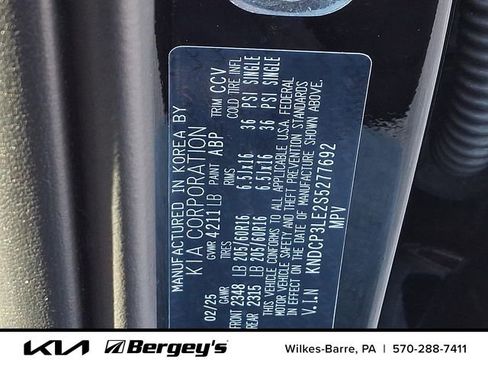 MANUFACTURED IN KOREA BY
KIA CORPORATION
02/25 GVWR 4211LB PAINT ABP TRIM CCV
TIRES RIMS COLD TIRE INFL
FRONT 2348 LB 205/60R16 6.5Jx16 36 PSI SINGLE
REAR 2315 LB 205/60R16 6.5Jx16 36 PSI SINGLE
THIS VEHICLE CONFORMS TO ALL APPLICABLE U.S.A. FEDERAL
MOTOR VEHICLE SAFETY AND THEFT PREVENTION STANDARDS
IN EFFECT ON THE DATE OF MANUFACTURE SHOWN ABOVE.
V.I.N KNDCP3LE2S5277692
MPV
KIA Bergey's Wilkes-Barre, PA | 570-288-7411